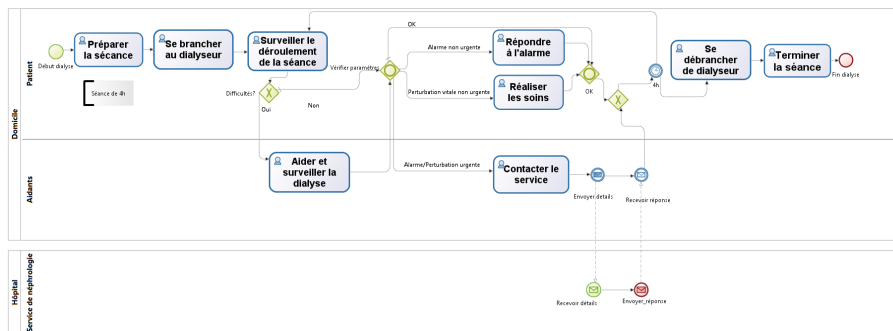 Domicile
Patient
Début dialyse
Préparer
la sécance
Séance de 4h
Se brancher
au dialyseur
Surveiller le
déroulement
de la séance
Difficultés?
Oui
Non
Vérifier paramètres
OK
Alarme non urgente
Répondre
à l'alarme
Perturbation vitale non urgente
Réaliser
les soins
OK
4h
Se
débrancher
de dialyseur
Terminer
la séance
Fin dialyse
Aidants
Aider et
surveiller la
dialyse
Alarme/Perturbation urgente
Contacter le
service
Envoyer détails
Recevoir réponse
Hôpital
Service de néphrologie
Recevoir détails
Envoyer_réponse